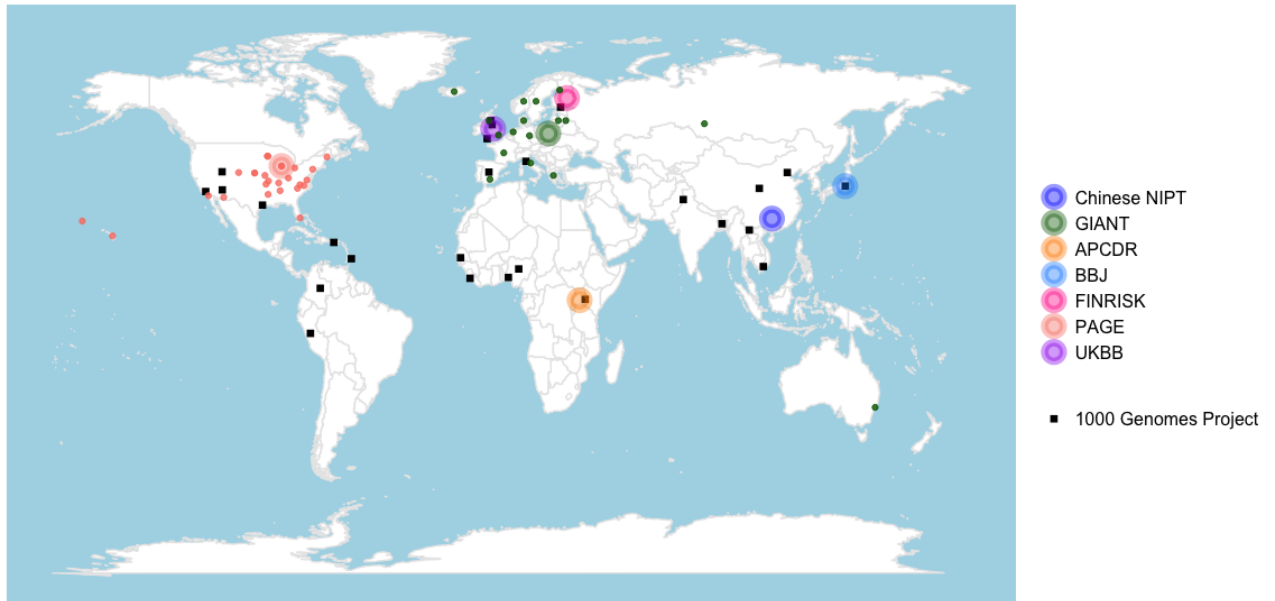 Chinese NIPT
GIANT
APCDR
BBJ
FINRISK
PAGE
UKBB
1000 Genomes Project